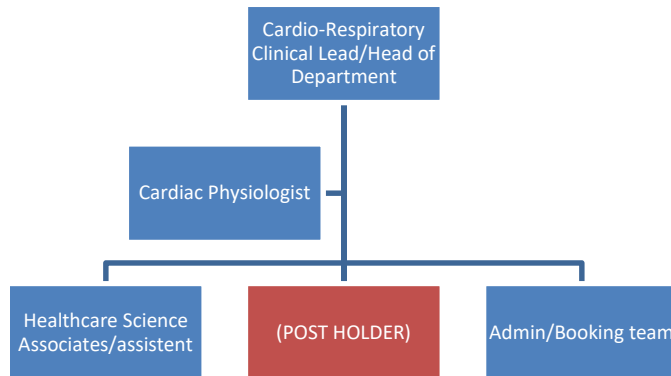 Cardio-Respiratory
Clinical Lead/Head of
Department
Cardiac Physiologist
Healthcare Science
Associates/assistent
(POST HOLDER)
Admin/Booking team